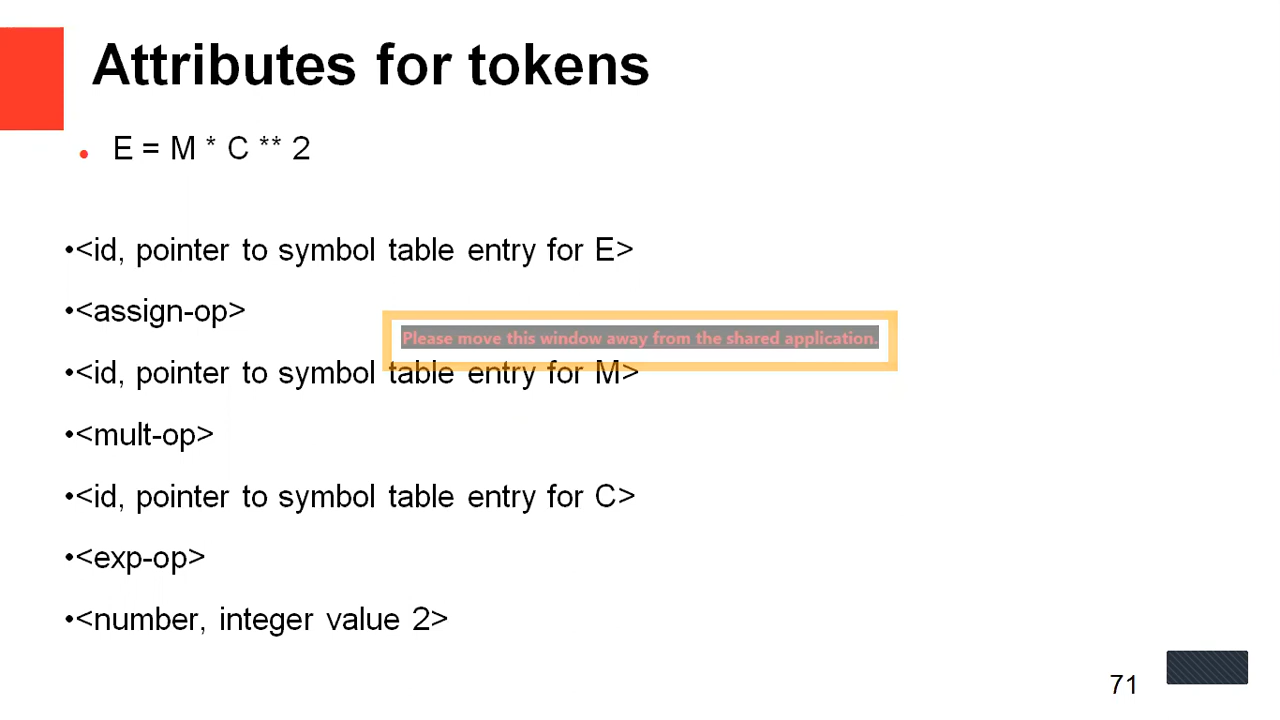 Attributes for tokens
• E = M * C ** 2
•<id, pointer to symbol table entry for E>
•<assign-op>
Please move this window away from the shared application.
•<id, pointer to symbol table entry for M>
•<mult-op>
•<id, pointer to symbol table entry for C>
•<exp-op>
•<number, integer value 2>
71